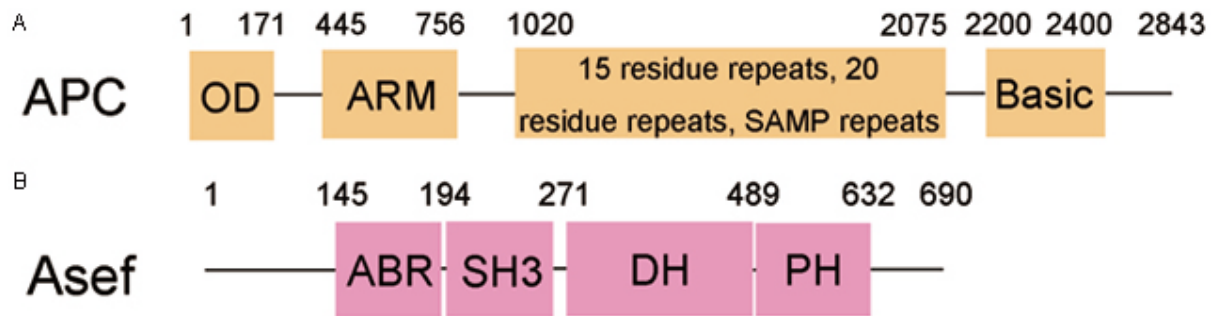 A
1 171 445 756 1020 2075 2200 2400 2843
APC OD ARM 15 residue repeats, 20 Basic
residue repeats, SAMP repeats
B
1 145 194 271 489 632 690
Asef ABR SH3 DH PH